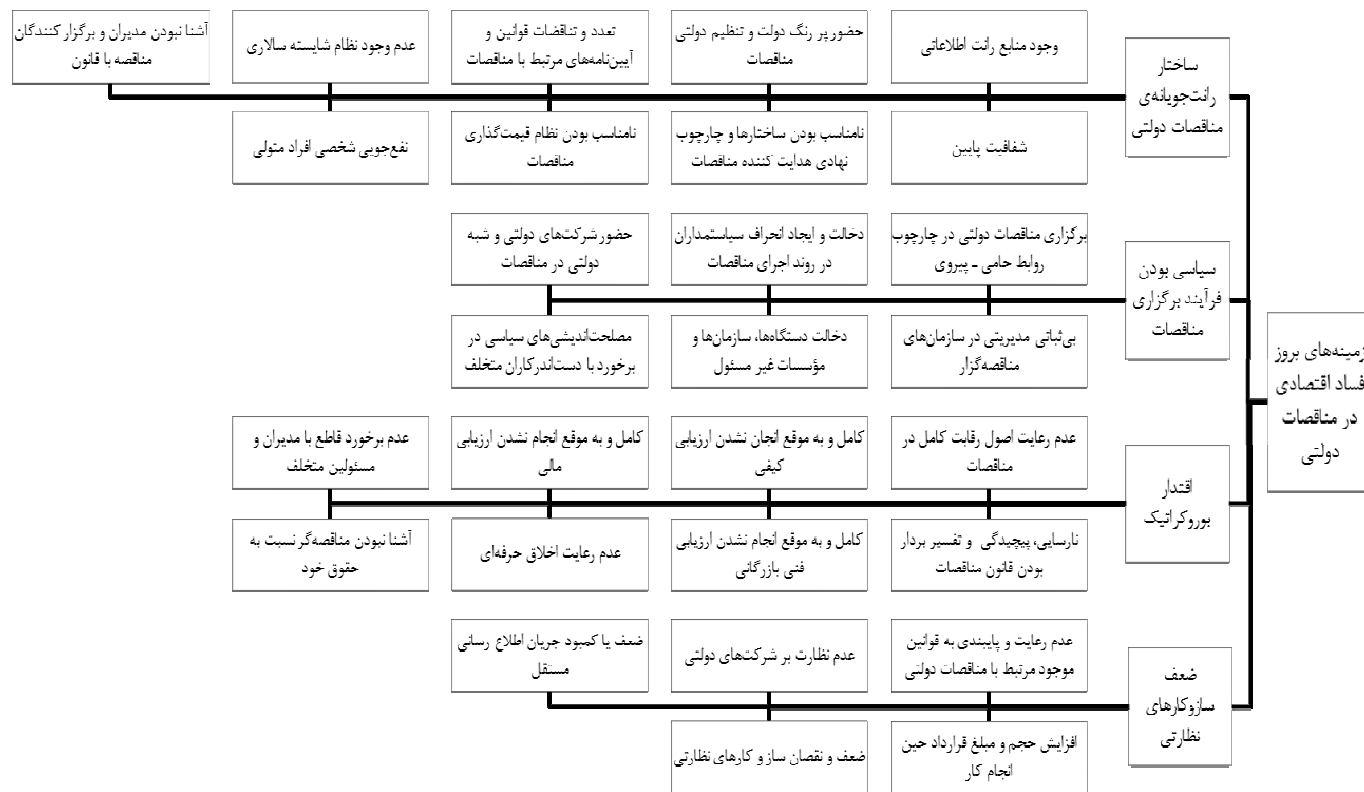 زمینه‌های بروز
فساد اقتصادی
در مناقصات
دولتی
ساختار
رانت‌جویانه‌ی
مناقصات دولتی
وجود منابع رانت اطلاعاتی
حضور پر رنگ دولت و تنظیم دولتی
مناقصات
تعدد و تناقضات قوانین و
آیین‌نامه‌های مرتبط با مناقصات
عدم وجود نظام شایسته سالاری
آشنا نبودن مدیران و برگزار کنندگان
مناقصه با قانون
شفافیت پایین
نامناسب بودن ساختارها و چارچوب
نهادی هدایت کننده مناقصات
نامناسب بودن نظام قیمت‌گذاری
مناقصات
نفع‌جویی شخصی افراد متولی
سیاسی بودن
فرآیند برگزاری
مناقصات
برگزاری مناقصات دولتی در چارچوب
روابط حامی ـ پیروی
دخالت و ایجاد انحراف سیاستمداران
در روند اجرای مناقصات
حضور شرکت‌های دولتی و شبه
دولتی در مناقصات
بی‌ثباتی مدیریتی در سازمان‌های
مناقصه‌گزار
دخالت دستگاه‌ها، سازمان‌ها و
مؤسسات غیر مسئول
مصلحت‌اندیشی‌های سیاسی در
برخورد با دست‌اندرکاران متخلف
اقتدار
بوروکراتیک
عدم رعایت اصول رقابت کامل در
مناقصات
کامل و به موقع انجان نشدن ارزیابی
کیفی
کامل و به موقع انجام نشدن ارزیابی
مالی
عدم برخورد قاطع با مدیران و
مسئولین متخلف
نارسایی، پیچیدگی و تفسیر بردار
بودن قانون مناقصات
کامل و به موقع انجام نشدن ارزیابی
فنی بازرگانی
عدم رعایت اخلاق حرفه‌ای
آشنا نبودن مناقصه‌گر نسبت به
حقوق خود
ضعف
سازوکارهای
نظارتی
عدم رعایت و پایبندی به قوانین
موجود مرتبط با مناقصات دولتی
عدم نظارت بر شرکت‌های دولتی
ضعف یا کمبود جریان اطلاع رسانی
مستقل
افزایش حجم و مبلغ قرارداد حین
انجام کار
ضعف و نقصان ساز و کارهای نظارتی